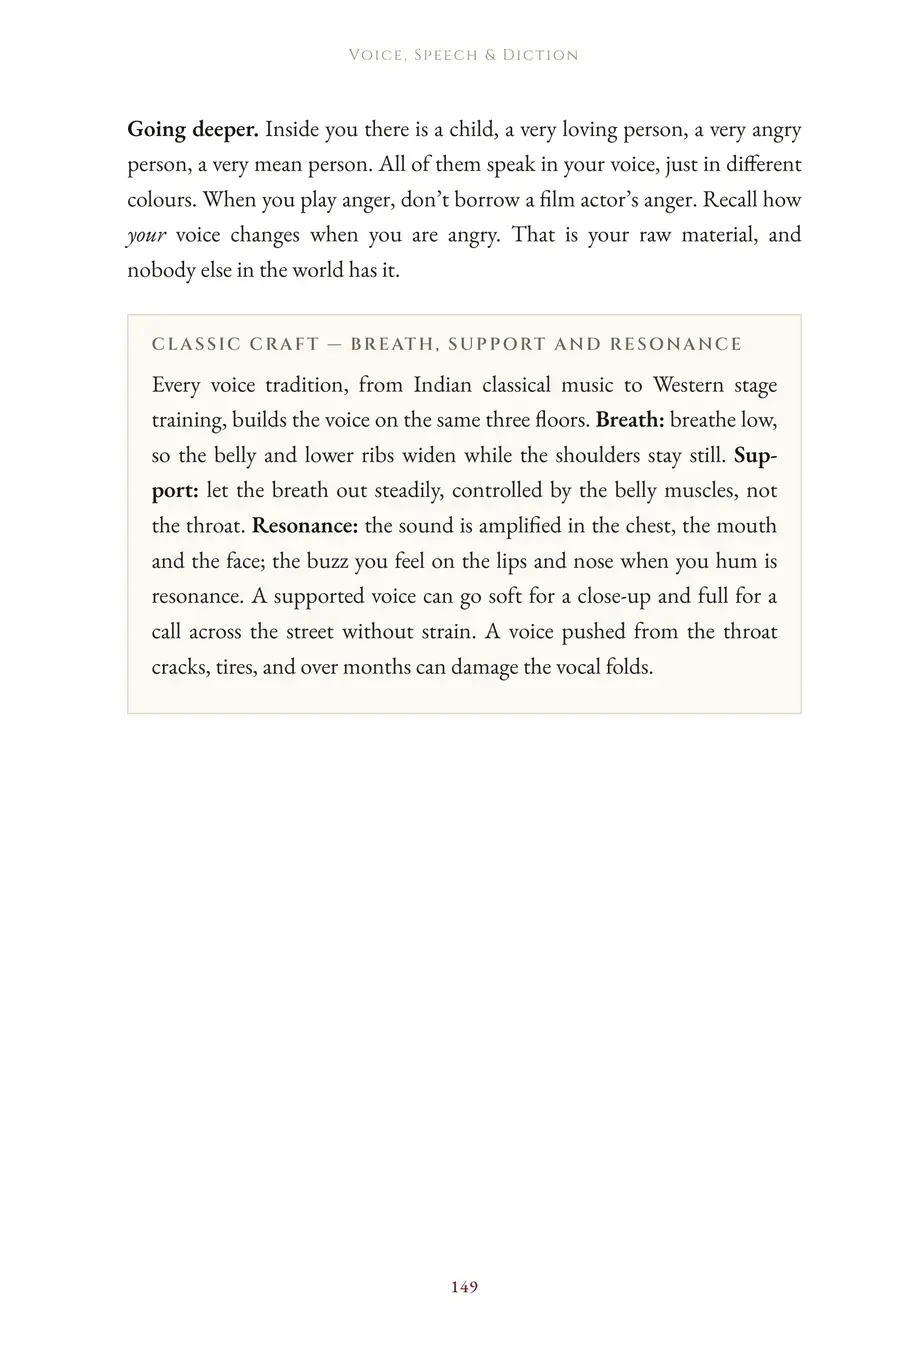 Voice, Speech & Diction
Going deeper. Inside you there is a child, a very loving person, a very angry
person, a very mean person. All of them speak in your voice, just in different
colours. When you play anger, don’t borrow a film actor’s anger. Recall how
your voice changes when you are angry. That is your raw material, and
nobody else in the world has it.
CLASSIC CRAFT — BREATH, SUPPORT AND RESONANCE
Every voice tradition, from Indian classical music to Western stage
training, builds the voice on the same three floors. Breath: breathe low,
so the belly and lower ribs widen while the shoulders stay still. Sup-
port: let the breath out steadily, controlled by the belly muscles, not
the throat. Resonance: the sound is amplified in the chest, the mouth
and the face; the buzz you feel on the lips and nose when you hum is
resonance. A supported voice can go soft for a close-up and full for a
call across the street without strain. A voice pushed from the throat
cracks, tires, and over months can damage the vocal folds.
149